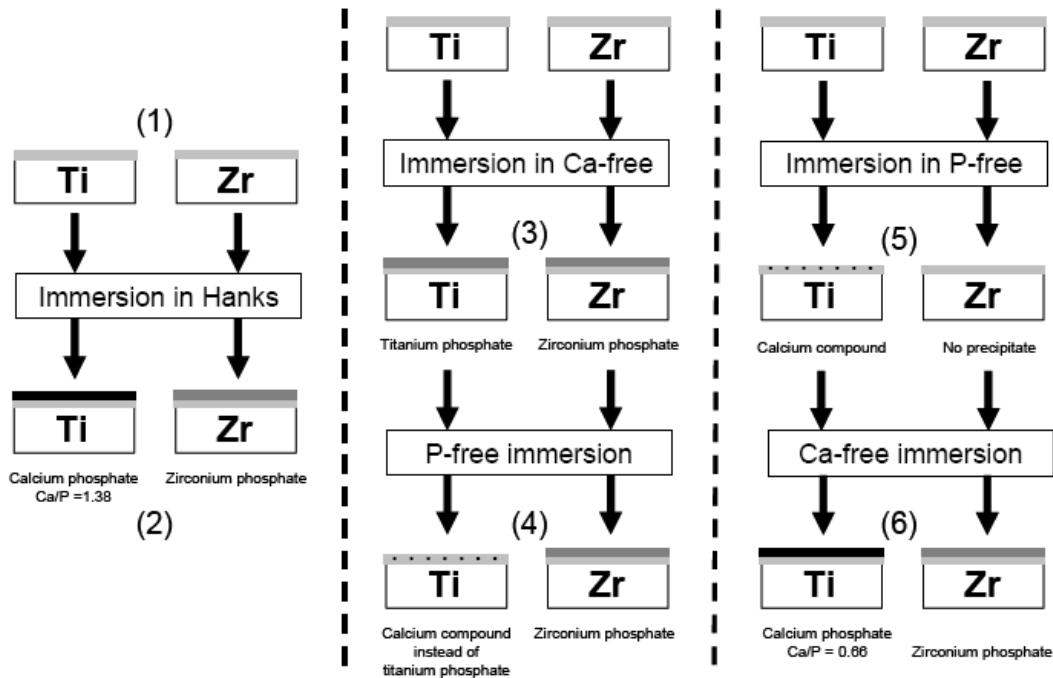 (1)
Ti
Zr
Immersion in Hanks
Ti
Zr
Calcium phosphate
Ca/P =1.38
Zirconium phosphate
(2)
Ti
Zr
Immersion in Ca-free
(3)
Ti
Zr
Titanium phosphate
Zirconium phosphate
P-free immersion
(4)
Ti
Zr
Calcium compound
instead of
titanium phosphate
Zirconium phosphate
Ti
Zr
Immersion in P-free
(5)
Ti
Zr
Calcium compound
No precipitate
Ca-free immersion
(6)
Ti
Zr
Calcium phosphate
Ca/P = 0.66
Zirconium phosphate